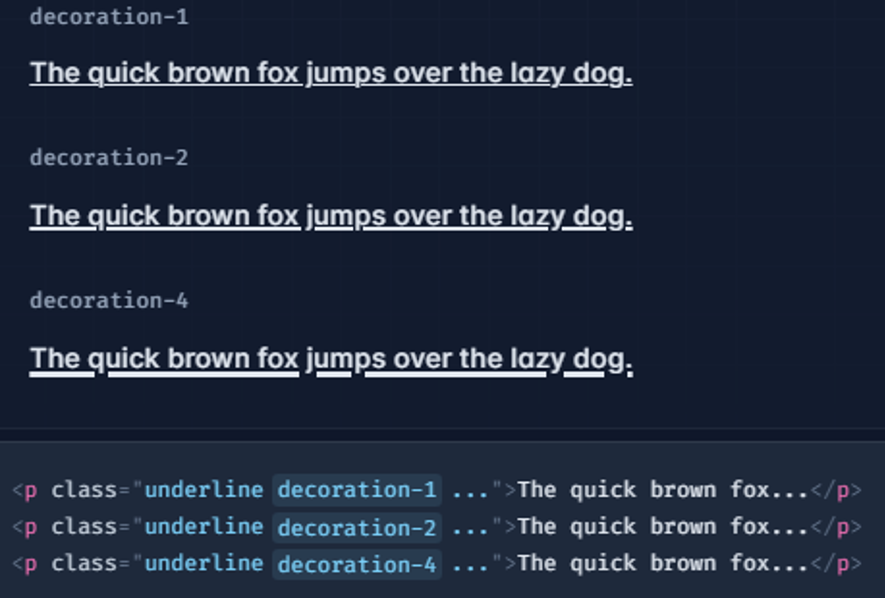 decoration-1
The quick brown fox jumps over the lazy dog.
decoration-2
The quick brown fox jumps over the lazy dog.
decoration-4
The quick brown fox jumps over the lazy dog.
<p class="underline decoration-1 ...">The quick brown fox...</p>
<p class="underline decoration-2 ...">The quick brown fox...</p>
<p class="underline decoration-4 ...">The quick brown fox...</p>